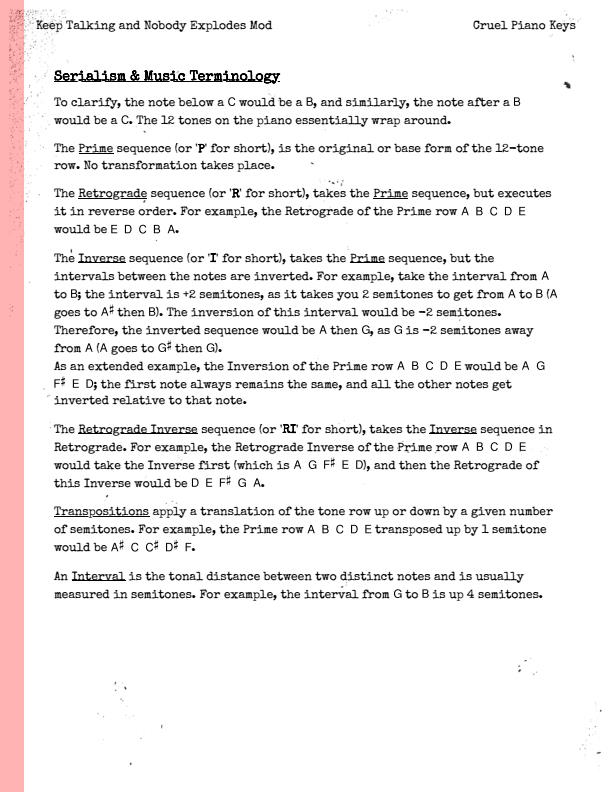 Keep Talking and Nobody Explodes Mod
Cruel Piano Keys
Serialism & Music Terminology
To clarify, the note below a C would be a B, and similarly, the note after a B
would be a C. The 12 tones on the piano essentially wrap around.
The Prime sequence (or 'P' for short), is the original or base form of the 12-tone
row. No transformation takes place.
The Retrograde sequence (or 'R' for short), takes the Prime sequence, but executes
it in reverse order. For example, the Retrograde of the Prime row A B C D E
would be E D C B A.
The Inverse sequence (or 'I' for short), takes the Prime sequence, but the
intervals between the notes are inverted. For example, take the interval from A
to B; the interval is +2 semitones, as it takes you 2 semitones to get from A to B (A
goes to A♯ then B). The inversion of this interval would be -2 semitones.
Therefore, the inverted sequence would be A then G, as G is -2 semitones away
from A (A goes to G♯ then G).
As an extended example, the Inversion of the Prime row A B C D E would be A G
F♯ E D; the first note always remains the same, and all the other notes get
inverted relative to that note.
The Retrograde Inverse sequence (or 'RI' for short), takes the Inverse sequence in
Retrograde. For example, the Retrograde Inverse of the Prime row A B C D E
would take the Inverse first (which is A G F♯ E D), and then the Retrograde of
this Inverse would be D E F♯ G A.
Transpositions apply a translation of the tone row up or down by a given number
of semitones. For example, the Prime row A B C D E transposed up by 1 semitone
would be A♯ C C♯ D♯ F.
An Interval is the tonal distance between two distinct notes and is usually
measured in semitones. For example, the interval from G to B is up 4 semitones.